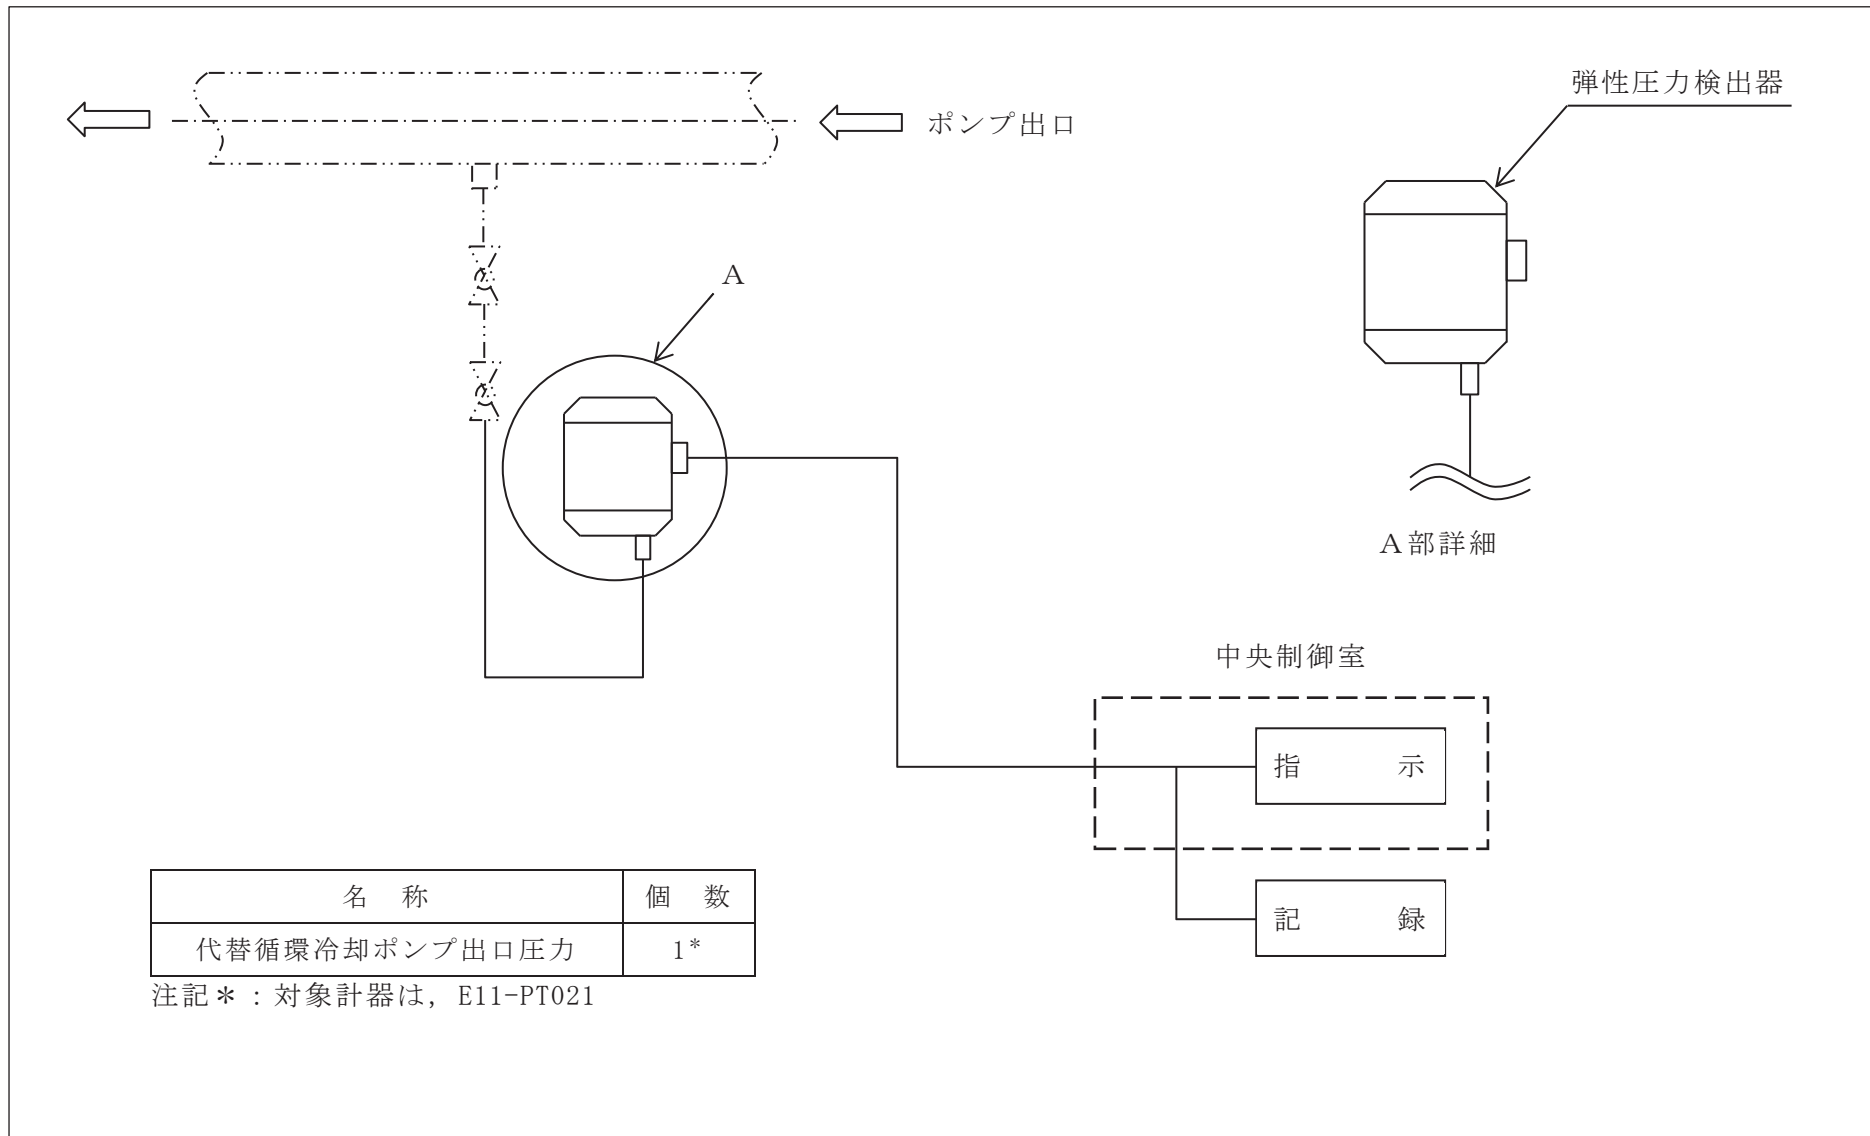 弾性圧力検出器
ポンプ出口
A
A部詳細
中央制御室
指 示
記 録
名 称 個 数
代替循環冷却ポンプ出口圧力 1*
注記*:対象計器は,E11-PT021